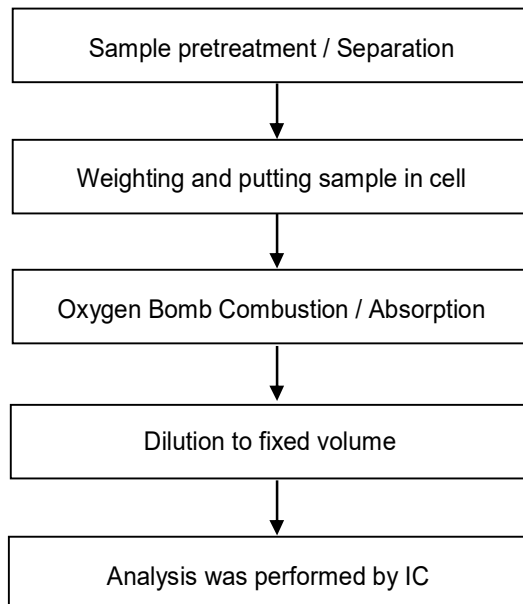 Sample pretreatment / Separation
Weighting and putting sample in cell
Oxygen Bomb Combustion / Absorption
Dilution to fixed volume
Analysis was performed by IC